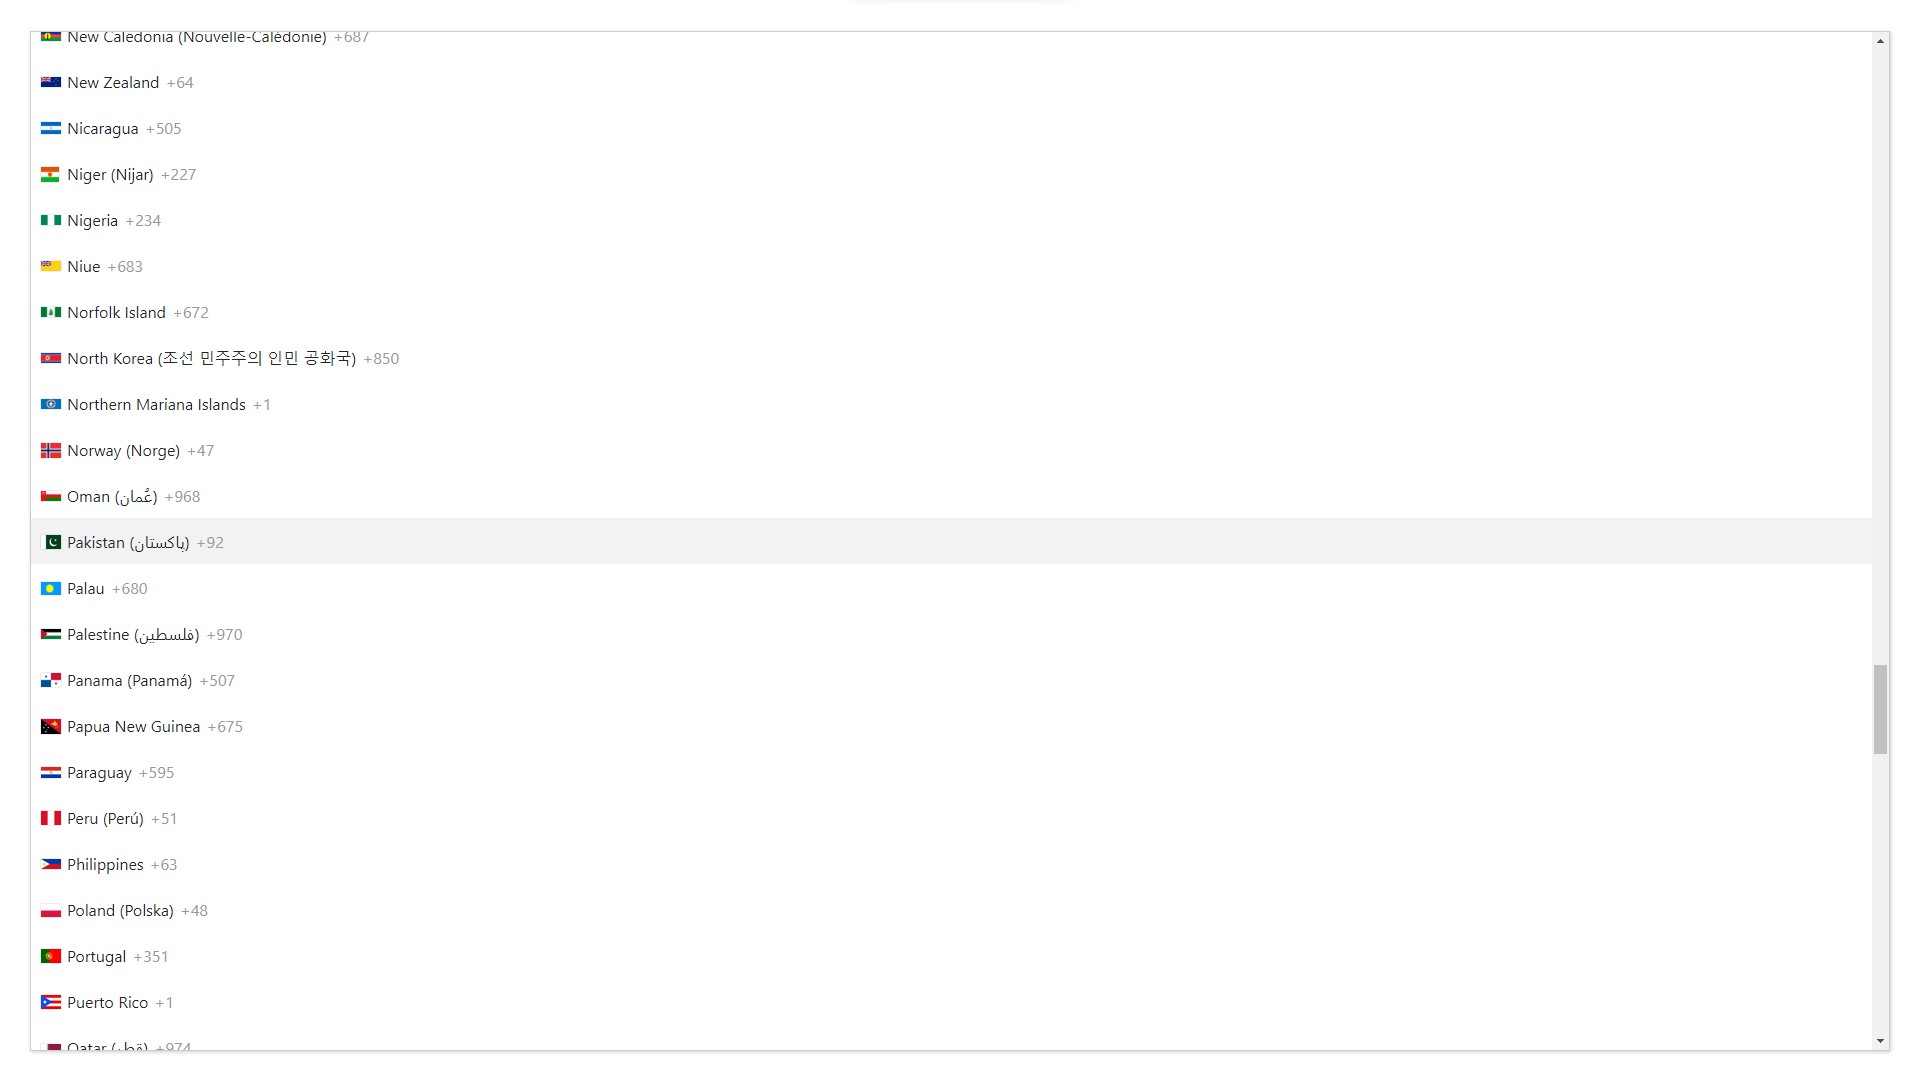 New Caledonia (Nouvelle-Calédonie) +687
New Zealand +64
Nicaragua +505
Niger (Nijar) +227
Nigeria +234
Niue +683
Norfolk Island +672
North Korea (조선 민주주의 인민 공화국) +850
Northern Mariana Islands +1
Norway (Norge) +47
Oman (عُمان) +968
Pakistan (پاکستان) +92
Palau +680
Palestine (فلسطين) +970
Panama (Panamá) +507
Papua New Guinea +675
Paraguay +595
Peru (Perú) +51
Philippines +63
Poland (Polska) +48
Portugal +351
Puerto Rico +1
Qatar (قطر) +974